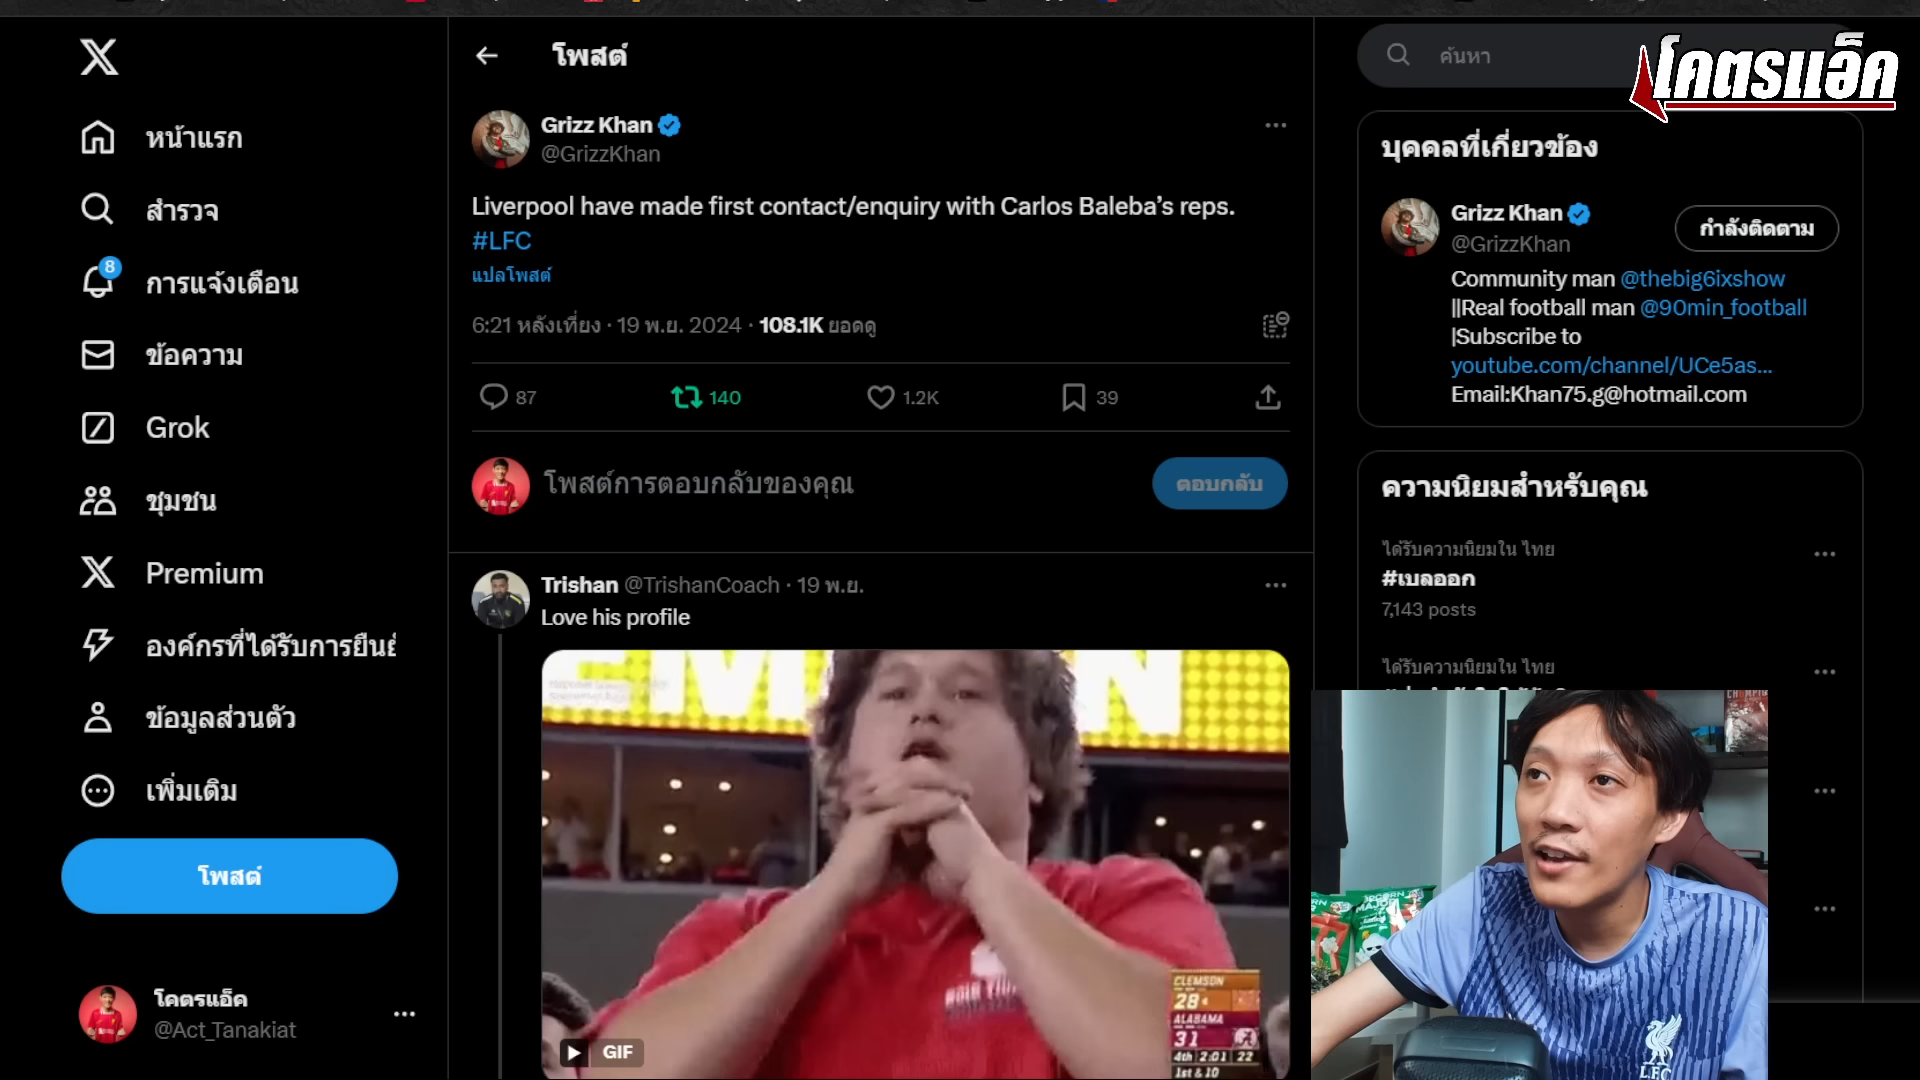 โคตรแอ็ค
หน้าแรก
สำรวจ
8
การแจ้งเตือน
ข้อความ
Grok
ชุมชน
Premium
องค์กรที่ได้รับการยืนยั
ข้อมูลส่วนตัว
เพิ่มเติม
โพสต์
โคตรแอ็ค
@Act_Tanakiat
โพสต์
Grizz Khan
@GrizzKhan
Liverpool have made first contact/enquiry with Carlos Baleba's reps.
#LFC
แปลโพสต์
6:21 หลังเที่ยง · 19 พ.ย. 2024 · 108.1K ยอดดู
87 140 1.2K 39
โพสต์การตอบกลับของคุณ
ตอบกลับ
Trishan @TrishanCoach · 19 พ.ย.
Love his profile
CLEMSON
28
ALABAMA
31
4th 2:01 22
1st & 10
GIF
ค้นหา
บุคคลที่เกี่ยวข้อง
Grizz Khan
@GrizzKhan
กำลังติดตาม
Community man @thebig6ixshow
||Real football man @90min_football
|Subscribe to
youtube.com/channel/UCe5as...
Email:Khan75.g@hotmail.com
ความนิยมสำหรับคุณ
ได้รับความนิยมใน ไทย
#เบลออก
7,143 posts
ได้รับความนิยมใน ไทย
L.F.C